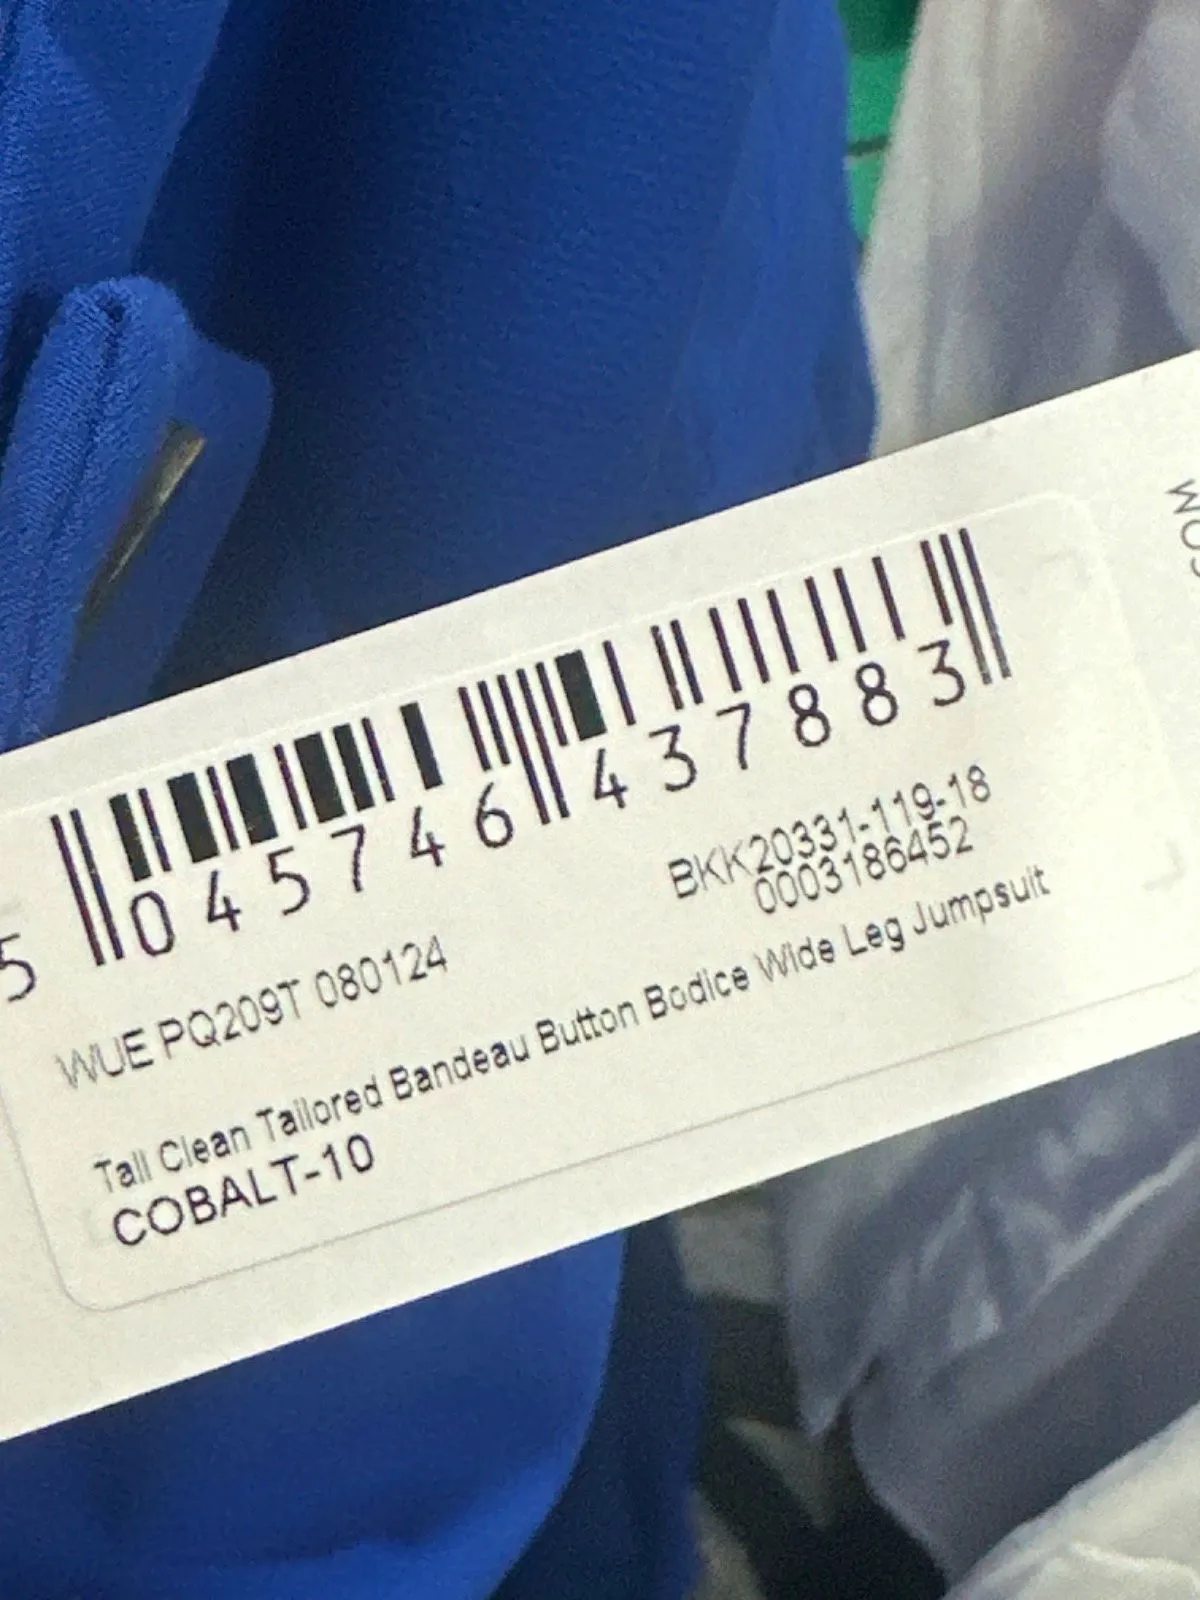 5 045746 437883
BKK20331-119-18
0003186452
WUE PQ209T 080124
Tall Clean Tailored Bandeau Button Bodice Wide Leg Jumpsuit
COBALT-10